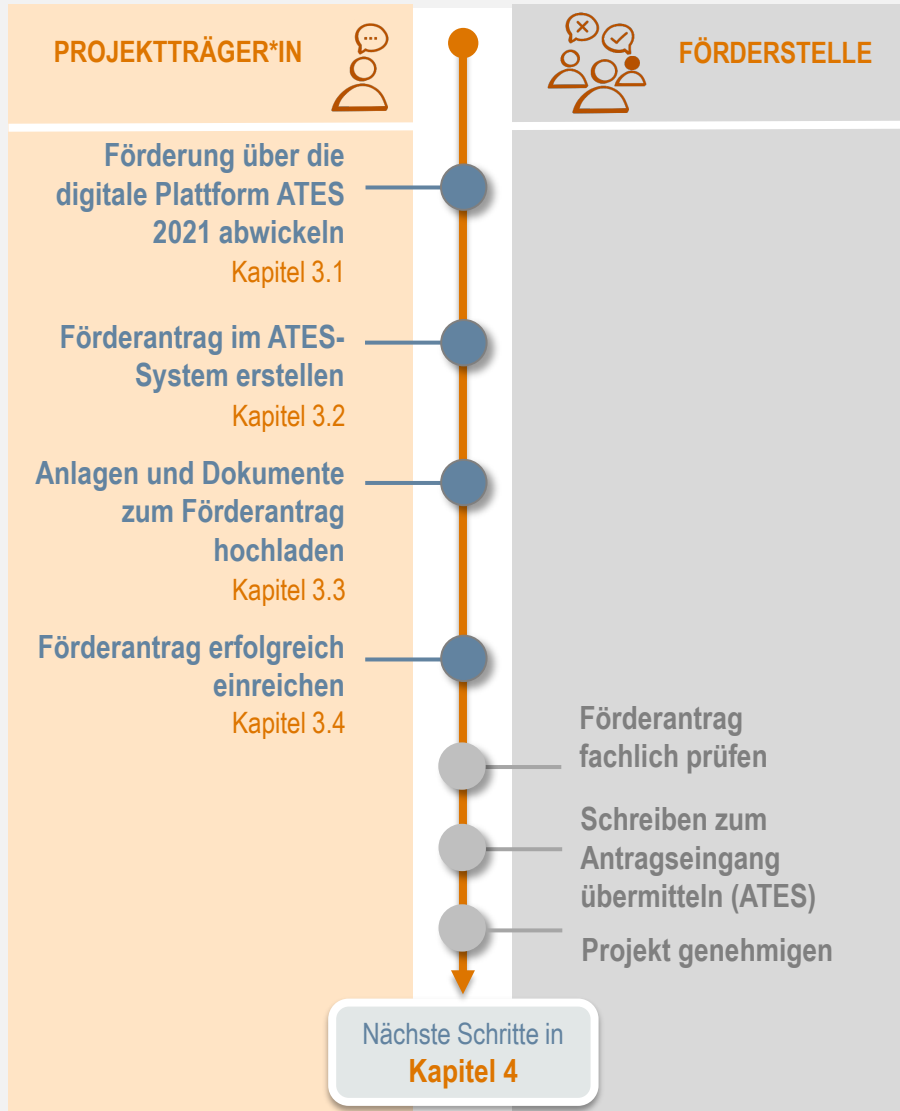 PROJEKTTRÄGER*IN
FÖRDERSTELLE
Förderung über die
digitale Plattform ATES
2021 abwickeln
Kapitel 3.1
Förderantrag im ATES-
System erstellen
Kapitel 3.2
Anlagen und Dokumente
zum Förderantrag
hochladen
Kapitel 3.3
Förderantrag erfolgreich
einreichen
Kapitel 3.4
Förderantrag
fachlich prüfen
Schreiben zum
Antragseingang
übermitteln (ATES)
Projekt genehmigen
Nächste Schritte in
Kapitel 4